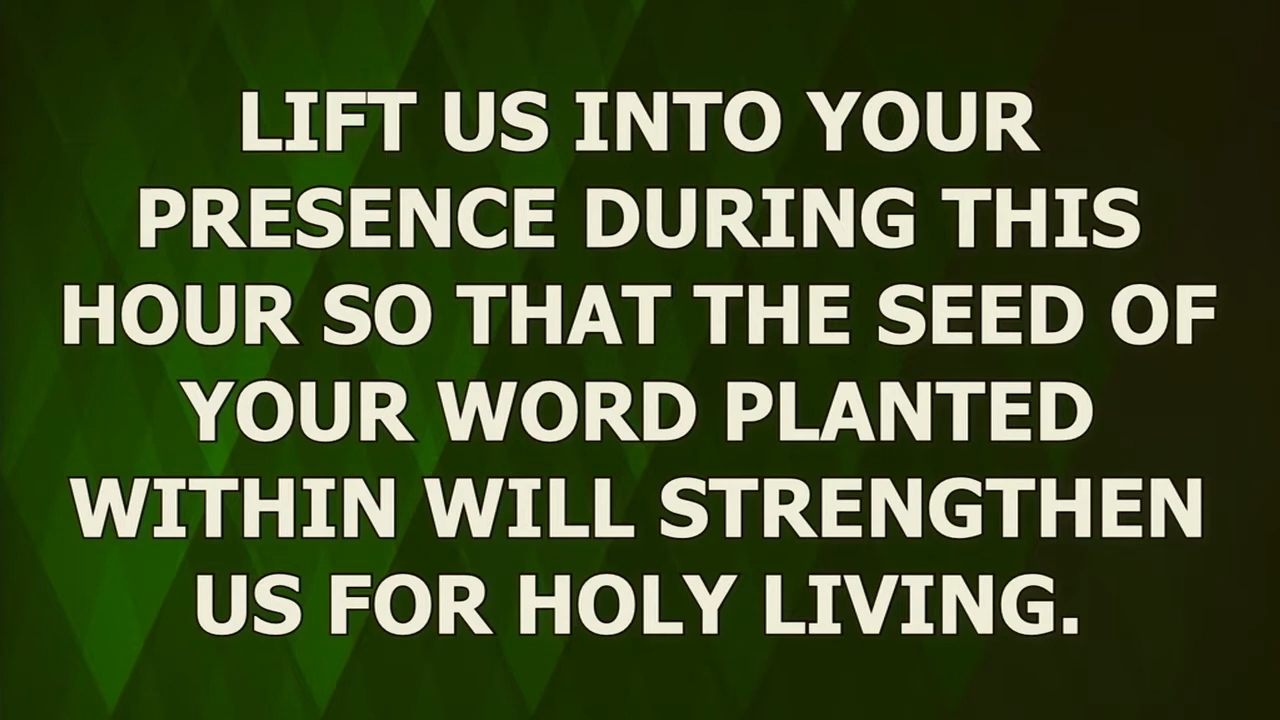 LIFT US INTO YOUR
PRESENCE DURING THIS
HOUR SO THAT THE SEED OF
YOUR WORD PLANTED
WITHIN WILL STRENGTHEN
US FOR HOLY LIVING.